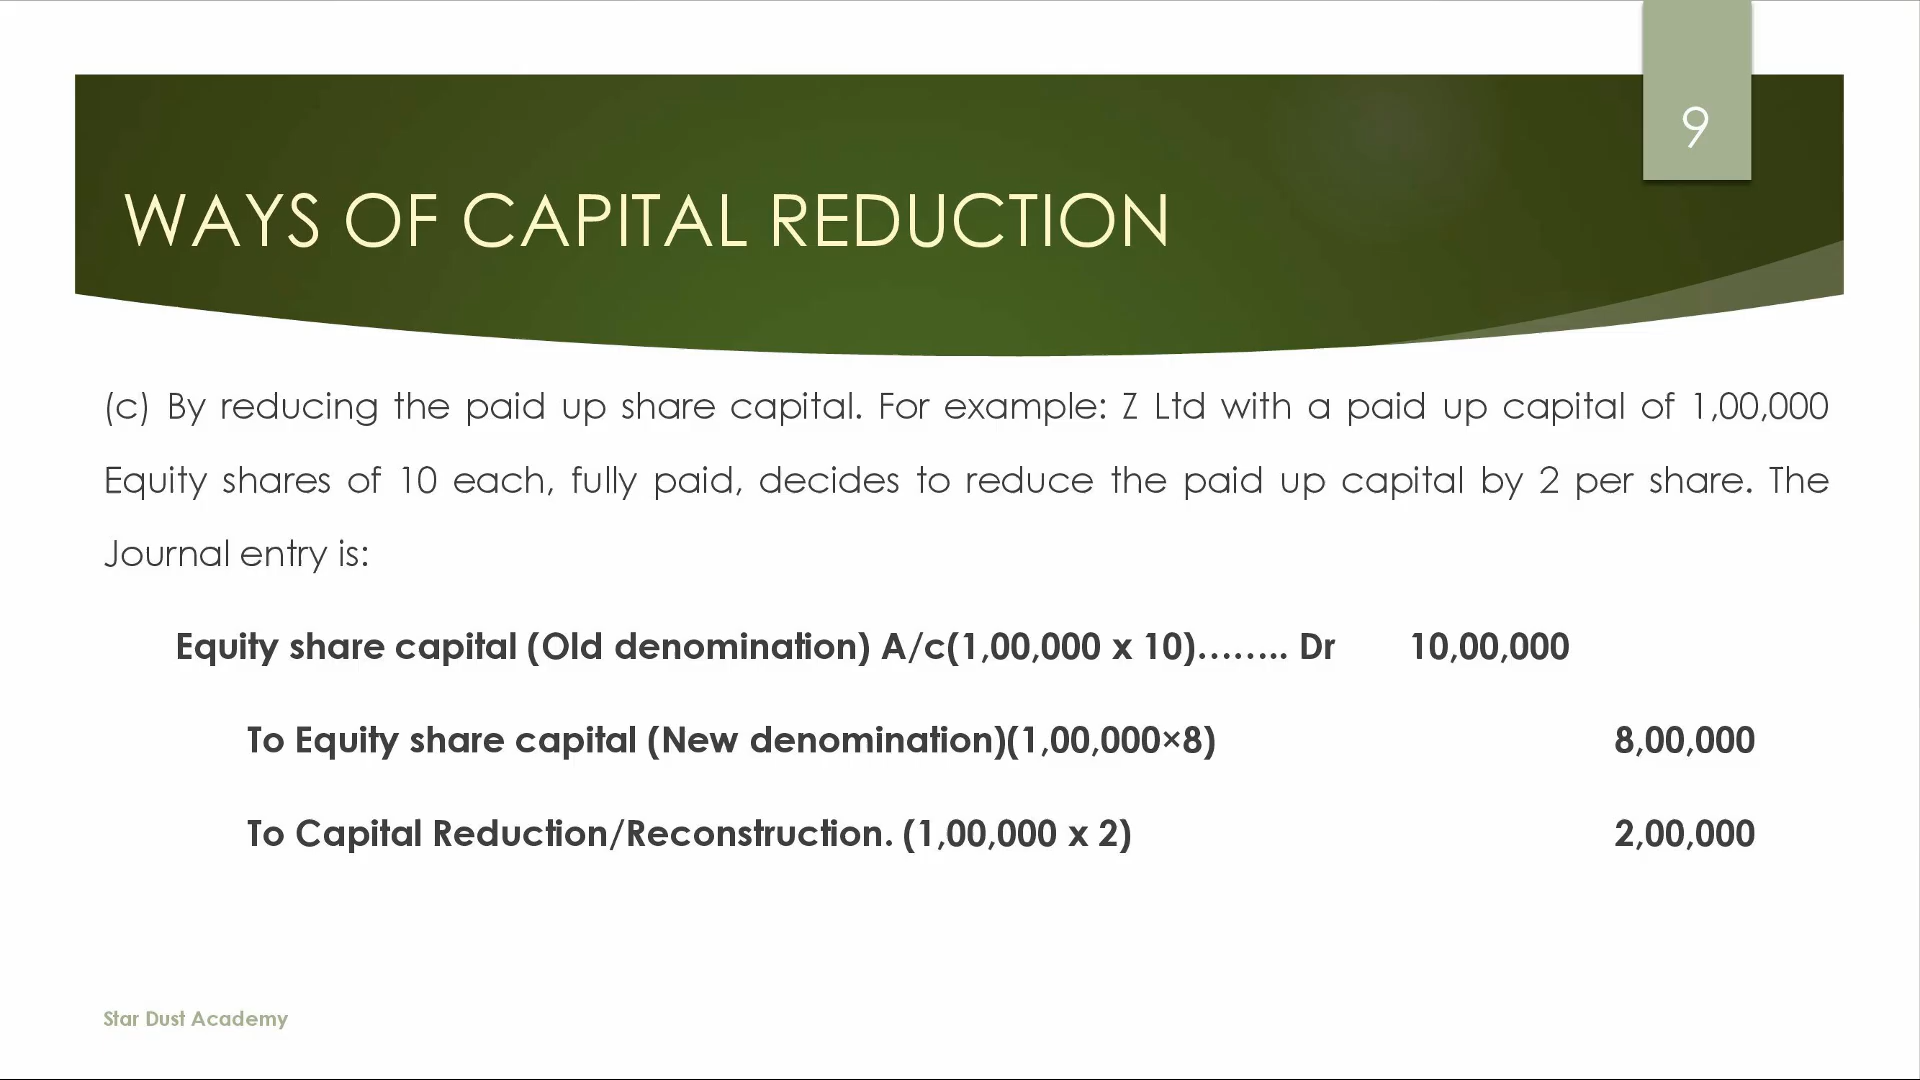 9
WAYS OF CAPITAL REDUCTION
(c) By reducing the paid up share capital. For example: Z Ltd with a paid up capital of 1,00,000
Equity shares of 10 each, fully paid, decides to reduce the paid up capital by 2 per share. The
Journal entry is:
Equity share capital (Old denomination) A/c(1,00,000 x 10)…….. Dr 10,00,000
To Equity share capital (New denomination)(1,00,000×8) 8,00,000
To Capital Reduction/Reconstruction. (1,00,000 x 2) 2,00,000
Star Dust Academy